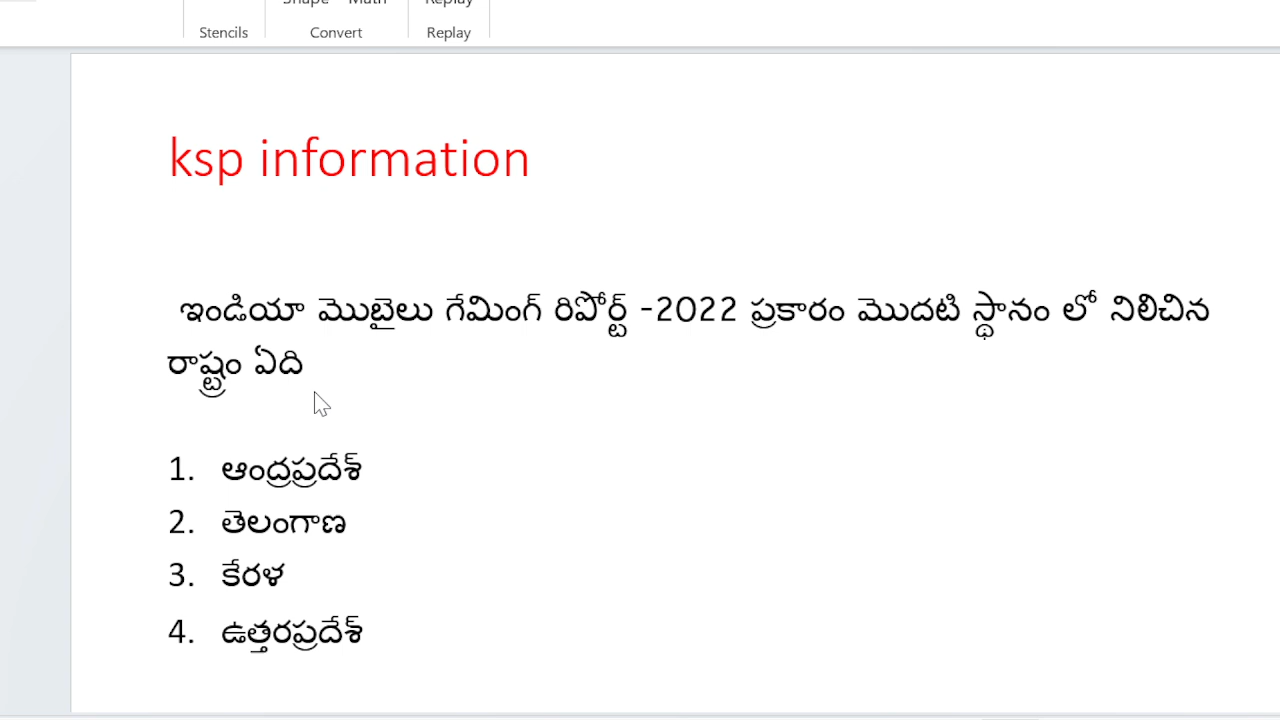 Stencils Convert Replay
ksp information
ఇండియా మొబైలు గేమింగ్ రిపోర్ట్ -2022 ప్రకారం మొదటి స్థానం లో నిలిచిన
రాష్ట్రం ఏది
1. ఆంద్రప్రదేశ్
2. తెలంగాణ
3. కేరళ
4. ఉత్తరప్రదేశ్